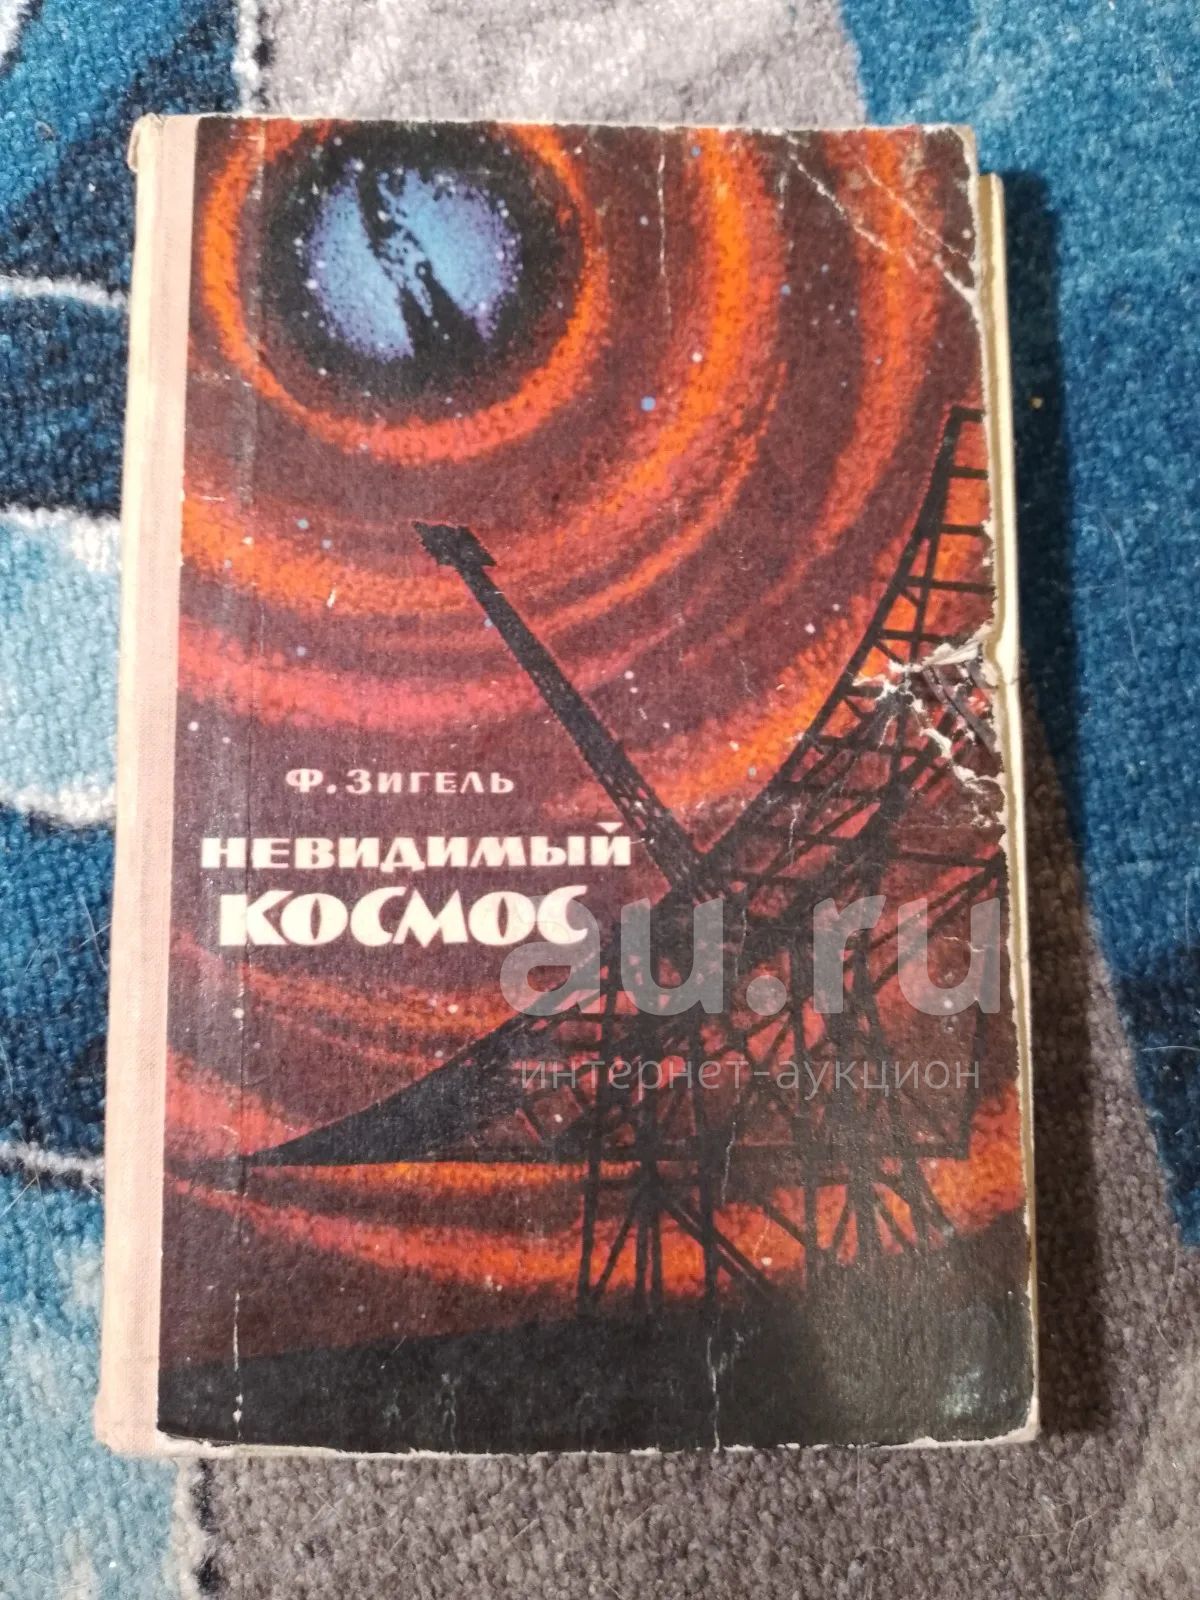 Ф. ЗИГЕЛЬ
НЕВИДИМЫЙ
КОСМОС
au.ru
интернет-аукцион